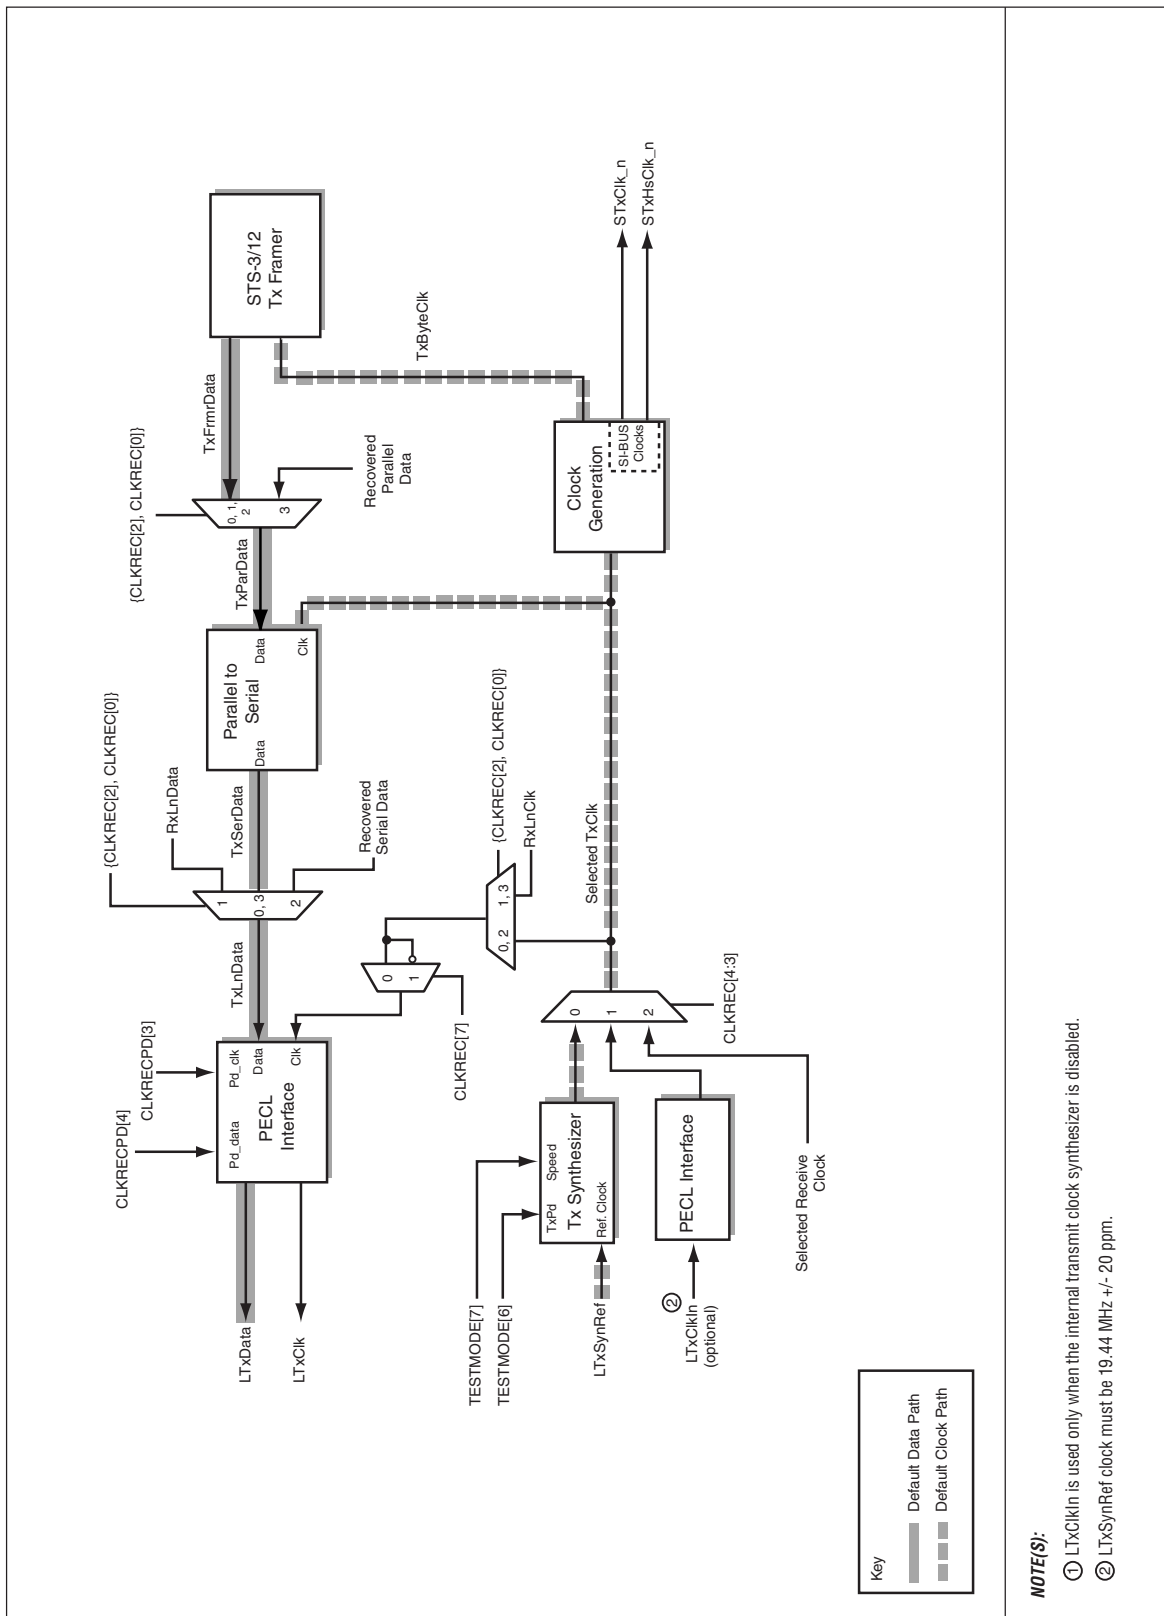 LTxData
LTxClk
CLKRECPD[4]
CLKRECPD[3]
Pd_data
Pd_clk
PECL
Interface
Data
Clk
TxLnData
{CLKREC[2], CLKREC[0]}
RxLnData
1
0, 3
2
TxSerData
Recovered
Serial Data
Parallel to
Serial
Data
Data
Clk
TxParData
{CLKREC[2], CLKREC[0]}
0, 1,
2
3
TxFrmrData
Recovered
Parallel
Data
STS-3/12
Tx Framer
TxByteClk
CLKREC[7]
0
1
0, 2
1, 3
{CLKREC[2], CLKREC[0]}
RxLnClk
TESTMODE[7]
TESTMODE[6]
LTxSynRef
TxPd
Speed
Tx Synthesizer
Ref. Clock
2
LTxClkIn
(optional)
PECL Interface
Selected Receive
Clock
0
1
2
CLKREC[4:3]
Selected TxClk
Clock
Generation
SI-BUS
Clocks
STxClk_n
STxHsClk_n
Key
Default Data Path
Default Clock Path
NOTE(S):
1 LTxClkIn is used only when the internal transmit clock synthesizer is disabled.
2 LTxSynRef clock must be 19.44 MHz +/- 20 ppm.